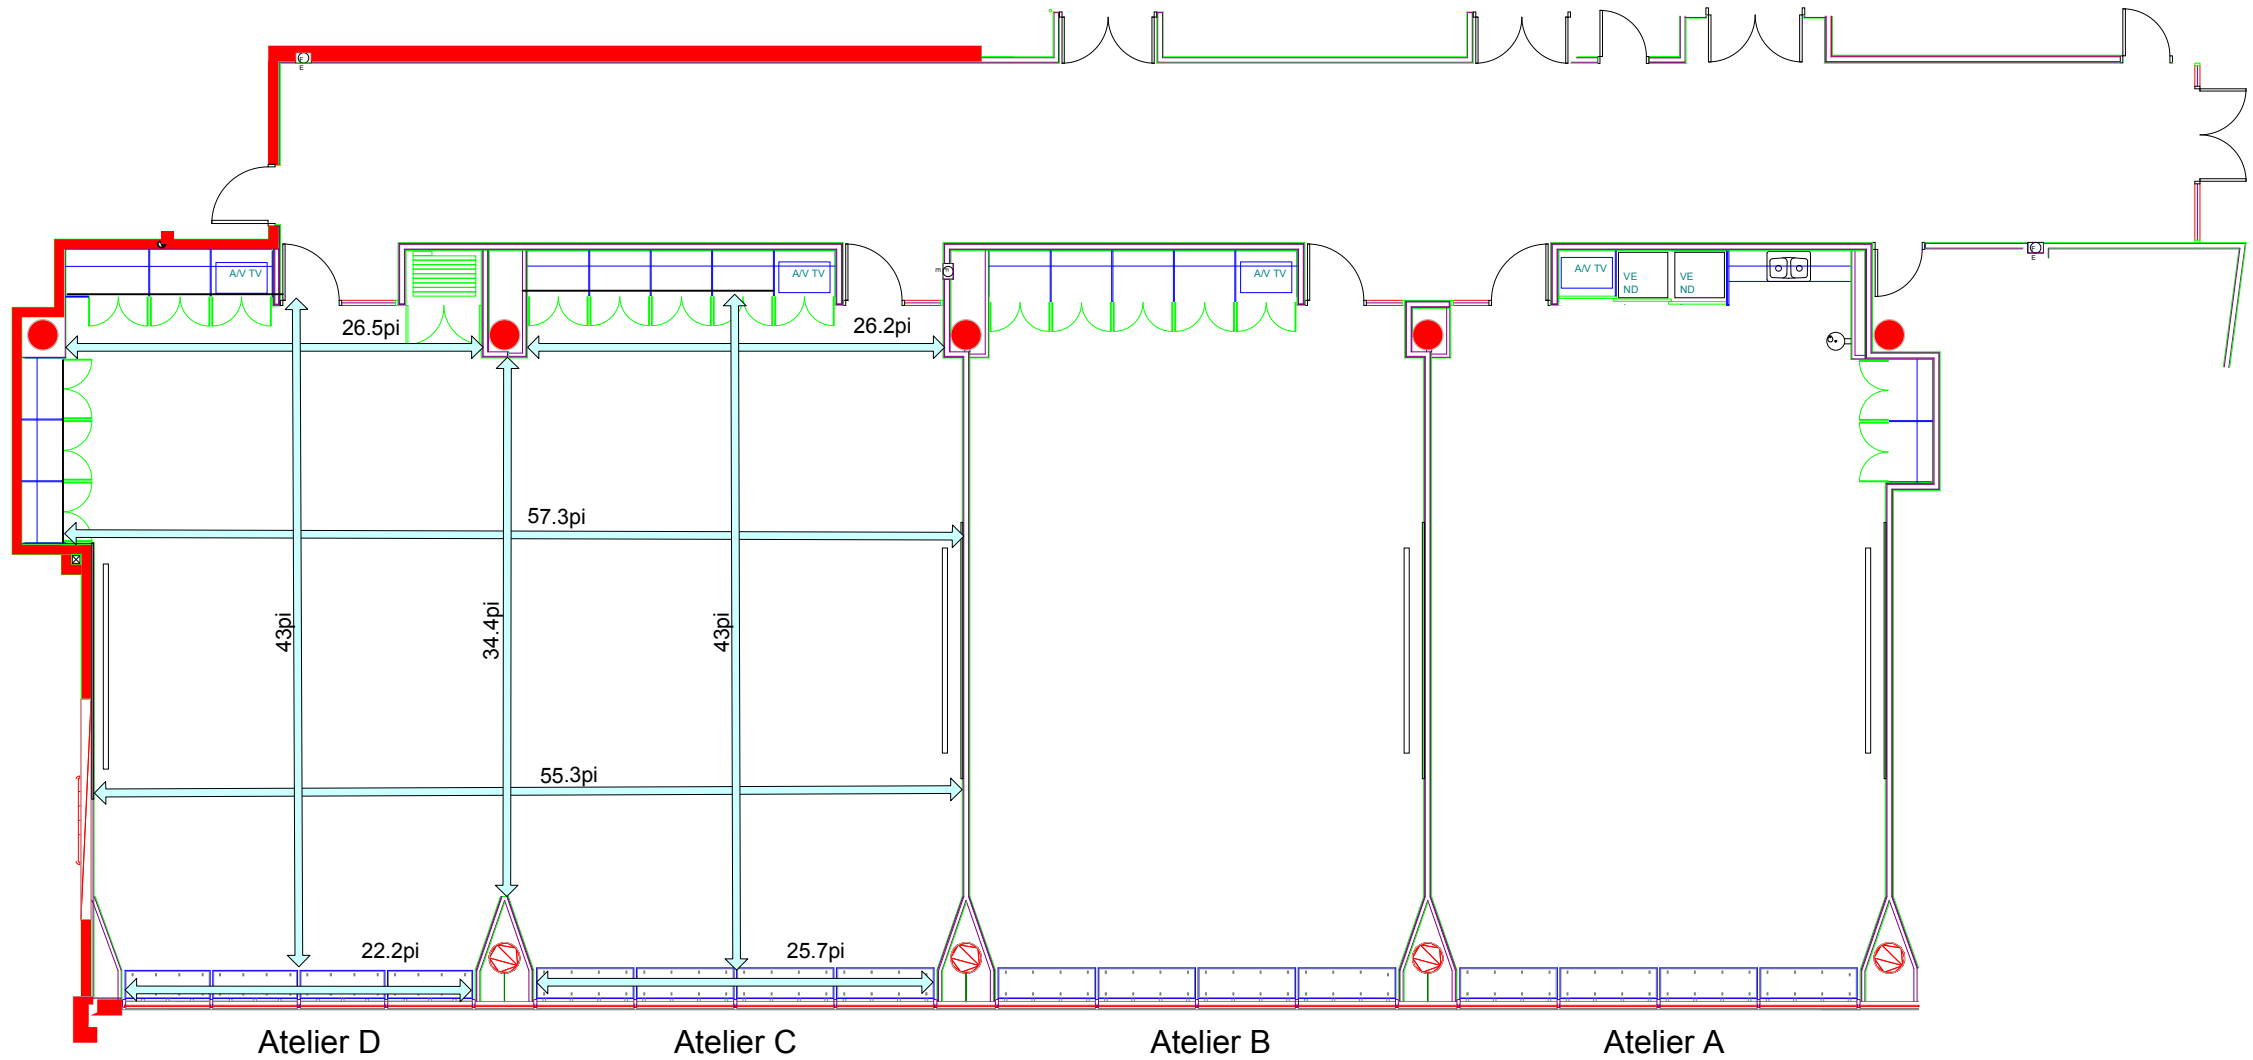 F
E
A/V TV
A/V TV
A/V TV
A/V TV
VE
ND
VE
ND
F
E
26.5pi
26.2pi
57.3pi
43pi
34.4pi
43pi
55.3pi
22.2pi
25.7pi
Atelier D
Atelier C
Atelier B
Atelier A